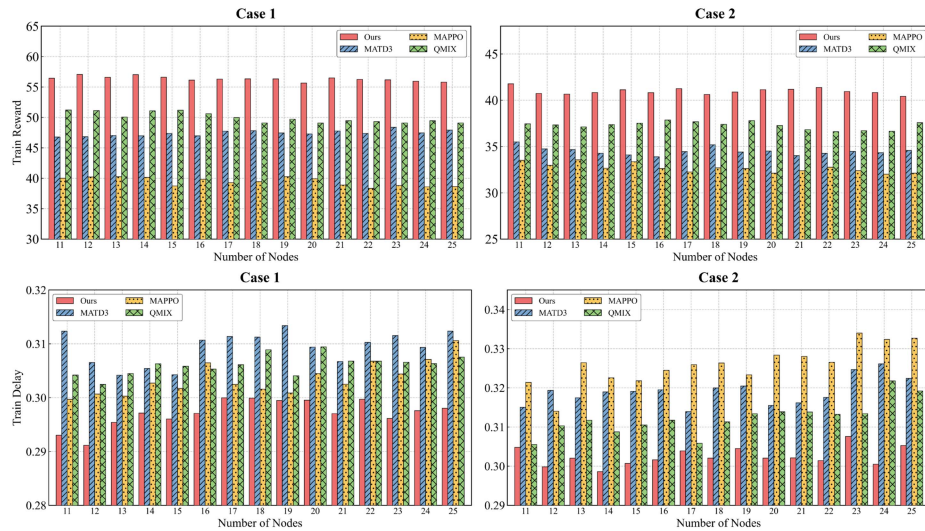 Case 1
65
60
55
50
45
40
35
30
Train Reward
Ours
MATD3
MAPPO
QMIX
11 12 13 14 15 16 17 18 19 20 21 22 23 24 25
Number of Nodes
Case 2
45
40
35
30
25
Ours
MATD3
MAPPO
QMIX
11 12 13 14 15 16 17 18 19 20 21 22 23 24 25
Number of Nodes
Case 1
0.32
0.31
0.30
0.29
0.28
Train Delay
Ours
MATD3
MAPPO
QMIX
11 12 13 14 15 16 17 18 19 20 21 22 23 24 25
Number of Nodes
Case 2
0.34
0.33
0.32
0.31
0.30
0.29
Ours
MATD3
MAPPO
QMIX
11 12 13 14 15 16 17 18 19 20 21 22 23 24 25
Number of Nodes